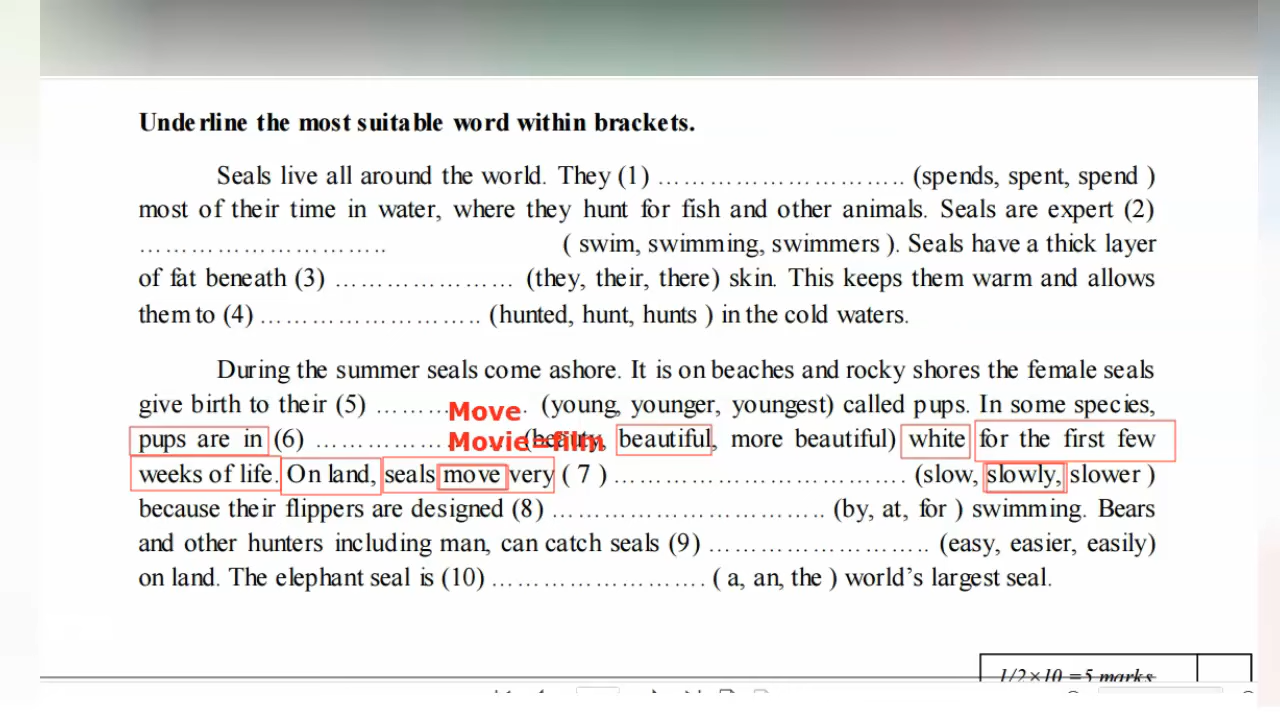 Underline the most suitable word within brackets.
Seals live all around the world. They (1) ……………………….. (spends, spent, spend )
most of their time in water, where they hunt for fish and other animals. Seals are expert (2)
……………………….. ( swim, swimming, swimmers ). Seals have a thick layer
of fat beneath (3) ………………… (they, their, there) skin. This keeps them warm and allows
them to (4) …………………….. (hunted, hunt, hunts ) in the cold waters.
During the summer seals come ashore. It is on beaches and rocky shores the female seals
give birth to their (5) ……… Move . (young, younger, youngest) called pups. In some species,
pups are in (6) …………… Movie=film (beauty, beautiful, more beautiful) white for the first few
weeks of life. On land, seals move very ( 7 ) ……………………………. (slow, slowly, slower )
because their flippers are designed (8) ………………………….. (by, at, for ) swimming. Bears
and other hunters including man, can catch seals (9) …………………….. (easy, easier, easily)
on land. The elephant seal is (10) ……………………. ( a, an, the ) world’s largest seal.
1/2×10 =5 marks